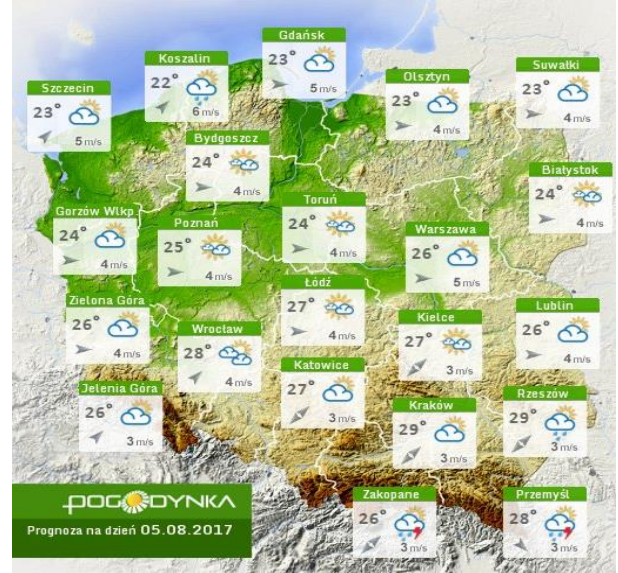 Gdańsk
23°
5 m/s
Koszalin
22°
6 m/s
Suwałki
23°
4 m/s
Olsztyn
23°
4 m/s
Szczecin
23°
5 m/s
Bydgoszcz
24°
4 m/s
Białystok
24°
4 m/s
Toruń
24°
4 m/s
Gorzów Wlkp.
24°
4 m/s
Poznań
25°
4 m/s
Warszawa
26°
5 m/s
Łódź
27°
4 m/s
Zielona Góra
26°
4 m/s
Lublin
26°
4 m/s
Kielce
27°
3 m/s
Wrocław
28°
4 m/s
Katowice
27°
3 m/s
Jelenia Góra
26°
3 m/s
Rzeszów
29°
3 m/s
Kraków
29°
3 m/s
Zakopane
26°
3 m/s
Przemyśl
28°
3 m/s
POGODYNKA
Prognoza na dzień 05.08.2017